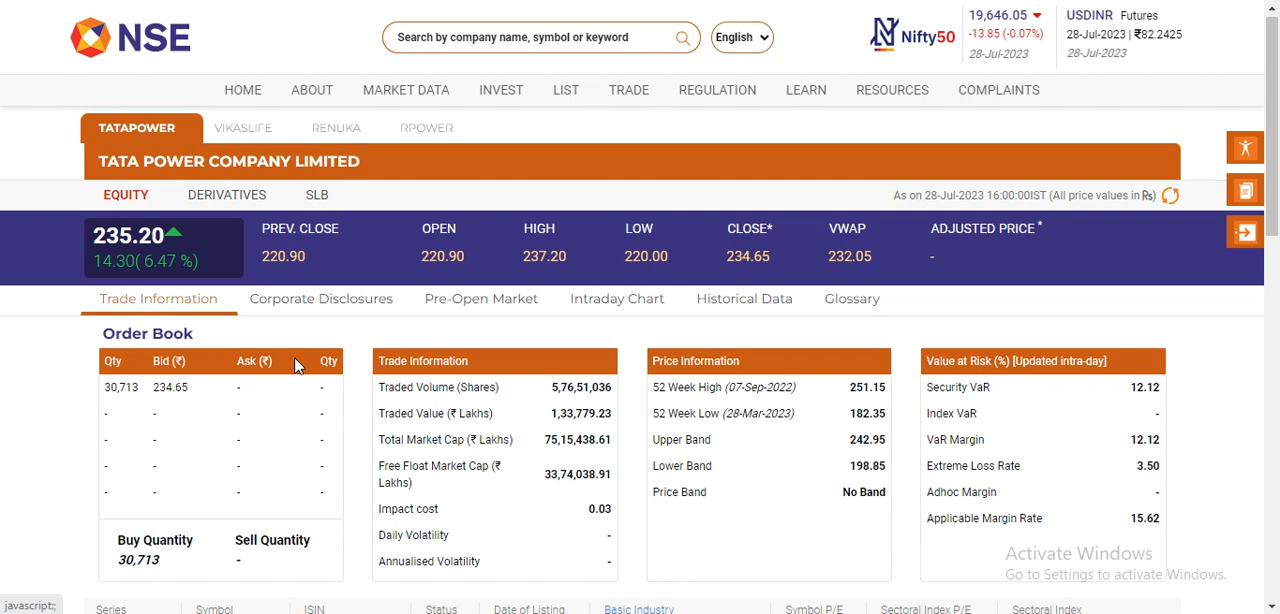 NSE
Search by company name, symbol or keyword
English
Nifty50
19,646.05
-13.85 (-0.07%)
28-Jul-2023
USDINR Futures
28-Jul-2023 | ₹82.2425
28-Jul-2023
HOME ABOUT MARKET DATA INVEST LIST TRADE REGULATION LEARN RESOURCES COMPLAINTS
TATAPOWER VIKASLIFE RENUKA RPOWER
TATA POWER COMPANY LIMITED
EQUITY DERIVATIVES SLB As on 28-Jul-2023 16:00:00IST (All price values in ₨)
235.20
14.30( 6.47 %)
PREV. CLOSE OPEN HIGH LOW CLOSE* VWAP ADJUSTED PRICE *
220.90 220.90 237.20 220.00 234.65 232.05 -
Trade Information Corporate Disclosures Pre-Open Market Intraday Chart Historical Data Glossary
Order Book
Qty Bid (₹) Ask (₹) Qty
30,713 234.65 - -
- - - -
- - - -
- - - -
- - - -
Buy Quantity Sell Quantity
30,713 -
Trade Information
Traded Volume (Shares) 5,76,51,036
Traded Value (₹ Lakhs) 1,33,779.23
Total Market Cap (₹ Lakhs) 75,15,438.61
Free Float Market Cap (₹
Lakhs) 33,74,038.91
Impact cost 0.03
Daily Volatility -
Annualised Volatility -
Price Information
52 Week High (07-Sep-2022) 251.15
52 Week Low (28-Mar-2023) 182.35
Upper Band 242.95
Lower Band 198.85
Price Band No Band
Value at Risk (%) [Updated intra-day]
Security VaR 12.12
Index VaR -
VaR Margin 12.12
Extreme Loss Rate 3.50
Adhoc Margin -
Applicable Margin Rate 15.62
Activate Windows
Go to Settings to activate Windows.
javascript:;
Series Symbol ISIN Status Date of Listing Basic Industry Symbol P/E Sectoral Index P/E Sectoral Index